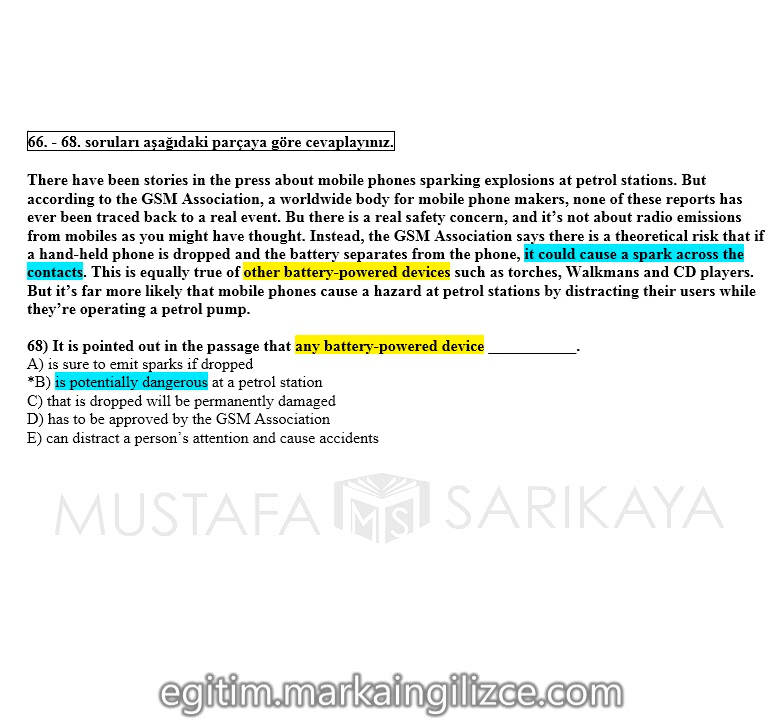 66. - 68. soruları aşağıdaki parçaya göre cevaplayınız.
There have been stories in the press about mobile phones sparking explosions at petrol stations. But
according to the GSM Association, a worldwide body for mobile phone makers, none of these reports has
ever been traced back to a real event. Bu there is a real safety concern, and it’s not about radio emissions
from mobiles as you might have thought. Instead, the GSM Association says there is a theoretical risk that if
a hand-held phone is dropped and the battery separates from the phone, it could cause a spark across the
contacts. This is equally true of other battery-powered devices such as torches, Walkmans and CD players.
But it’s far more likely that mobile phones cause a hazard at petrol stations by distracting their users while
they’re operating a petrol pump.
68) It is pointed out in the passage that any battery-powered device ____________.
A) is sure to emit sparks if dropped
*B) is potentially dangerous at a petrol station
C) that is dropped will be permanently damaged
D) has to be approved by the GSM Association
E) can distract a person’s attention and cause accidents
MUSTAFA MS SARIKAYA
egitim.markaingilizce.com